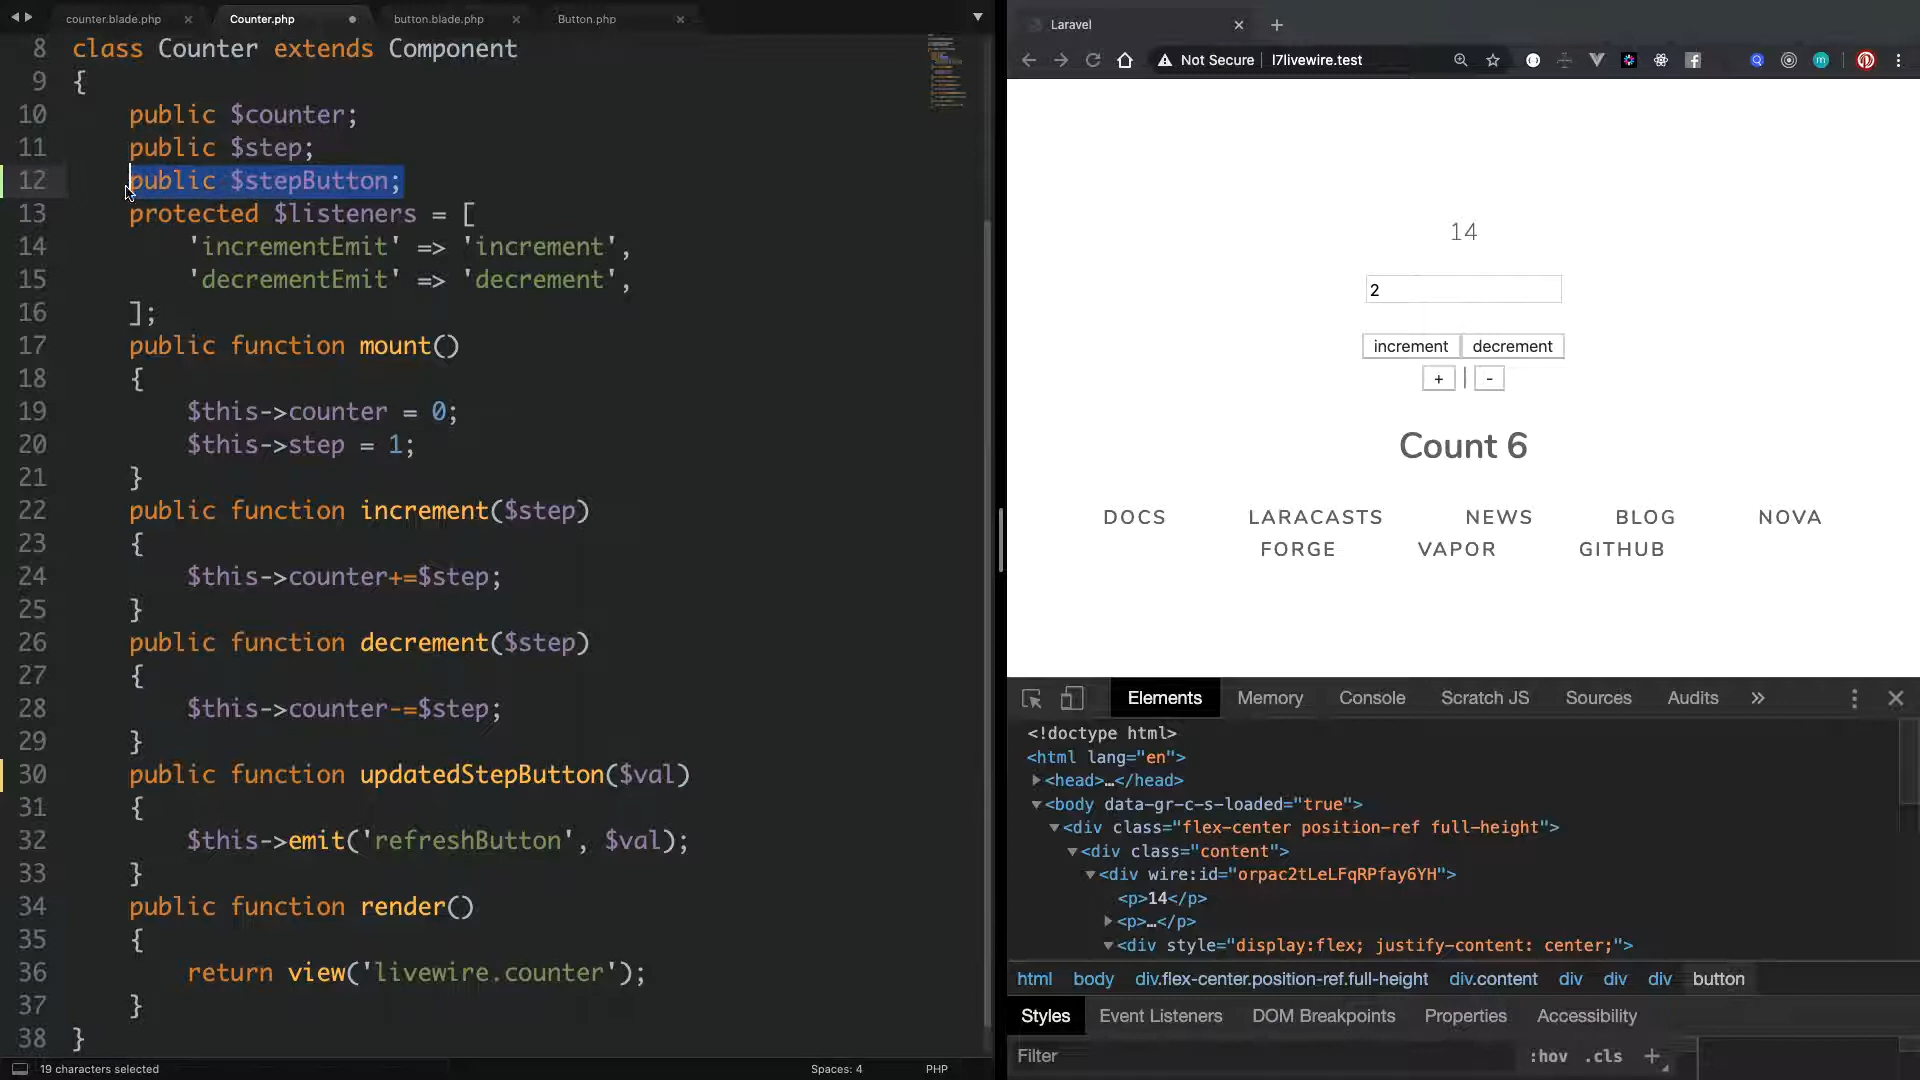 counter.blade.php
Counter.php
button.blade.php
Button.php
8 class Counter extends Component
9 {
10 public $counter;
11 public $step;
12 public $stepButton;
13 protected $listeners = [
14 'incrementEmit' => 'increment',
15 'decrementEmit' => 'decrement',
16 ];
17 public function mount()
18 {
19 $this->counter = 0;
20 $this->step = 1;
21 }
22 public function increment($step)
23 {
24 $this->counter+=$step;
25 }
26 public function decrement($step)
27 {
28 $this->counter-=$step;
29 }
30 public function updatedStepButton($val)
31 {
32 $this->emit('refreshButton', $val);
33 }
34 public function render()
35 {
36 return view('livewire.counter');
37 }
38 }
19 characters selected
Spaces: 4
PHP
Laravel
Not Secure | l7livewire.test
14
2
increment decrement
+ | -
Count 6
DOCS LARACASTS NEWS BLOG NOVA
FORGE VAPOR GITHUB
Elements Memory Console Scratch JS Sources Audits »
<!doctype html>
<html lang="en">
<head>…</head>
<body data-gr-c-s-loaded="true">
<div class="flex-center position-ref full-height">
<div class="content">
<div wire:id="orpac2tLeLFqRPfay6YH">
<p>14</p>
<p>…</p>
<div style="display:flex; justify-content: center;">
html body div.flex-center.position-ref.full-height div.content div div div button
Styles Event Listeners DOM Breakpoints Properties Accessibility
Filter :hov .cls +